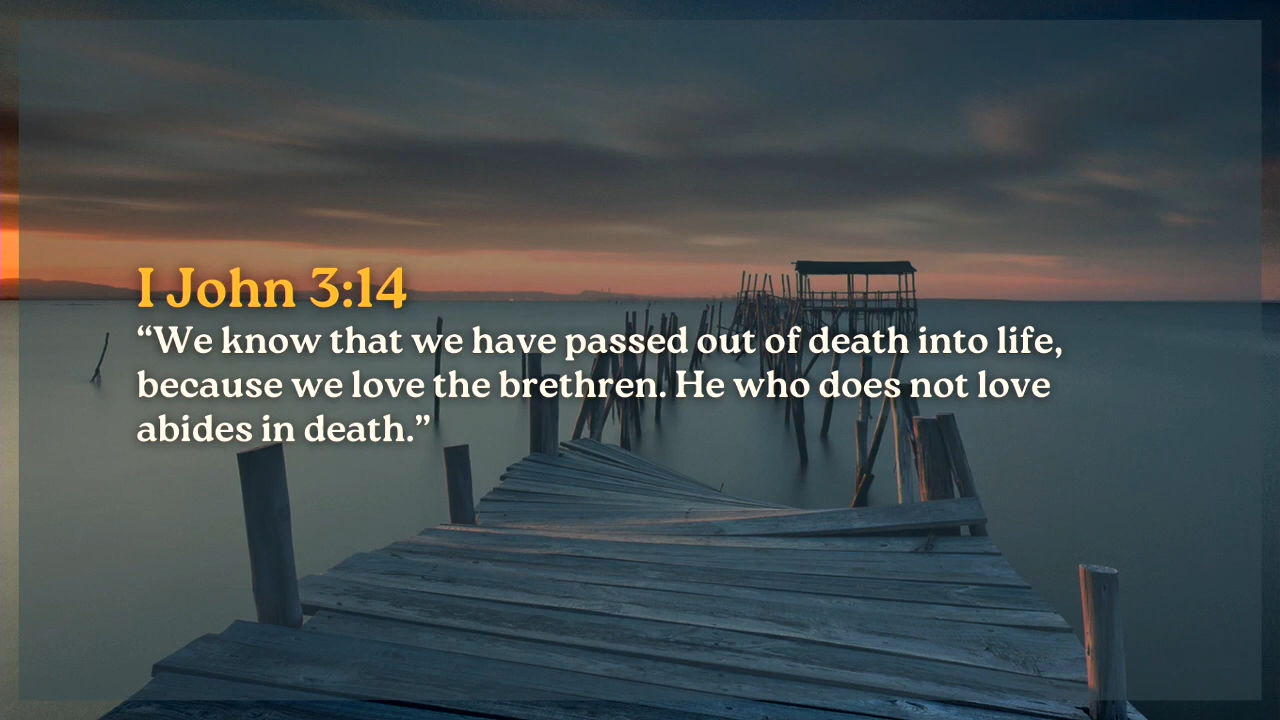 I John 3:14
“We know that we have passed out of death into life,
because we love the brethren. He who does not love
abides in death.”